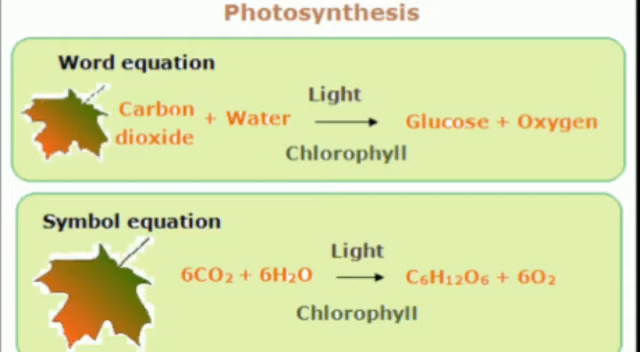 Photosynthesis
Word equation
Light
Carbon dioxide + Water → Glucose + Oxygen
Chlorophyll
Symbol equation
Light
6CO₂ + 6H₂O → C₆H₁₂O₆ + 6O₂
Chlorophyll